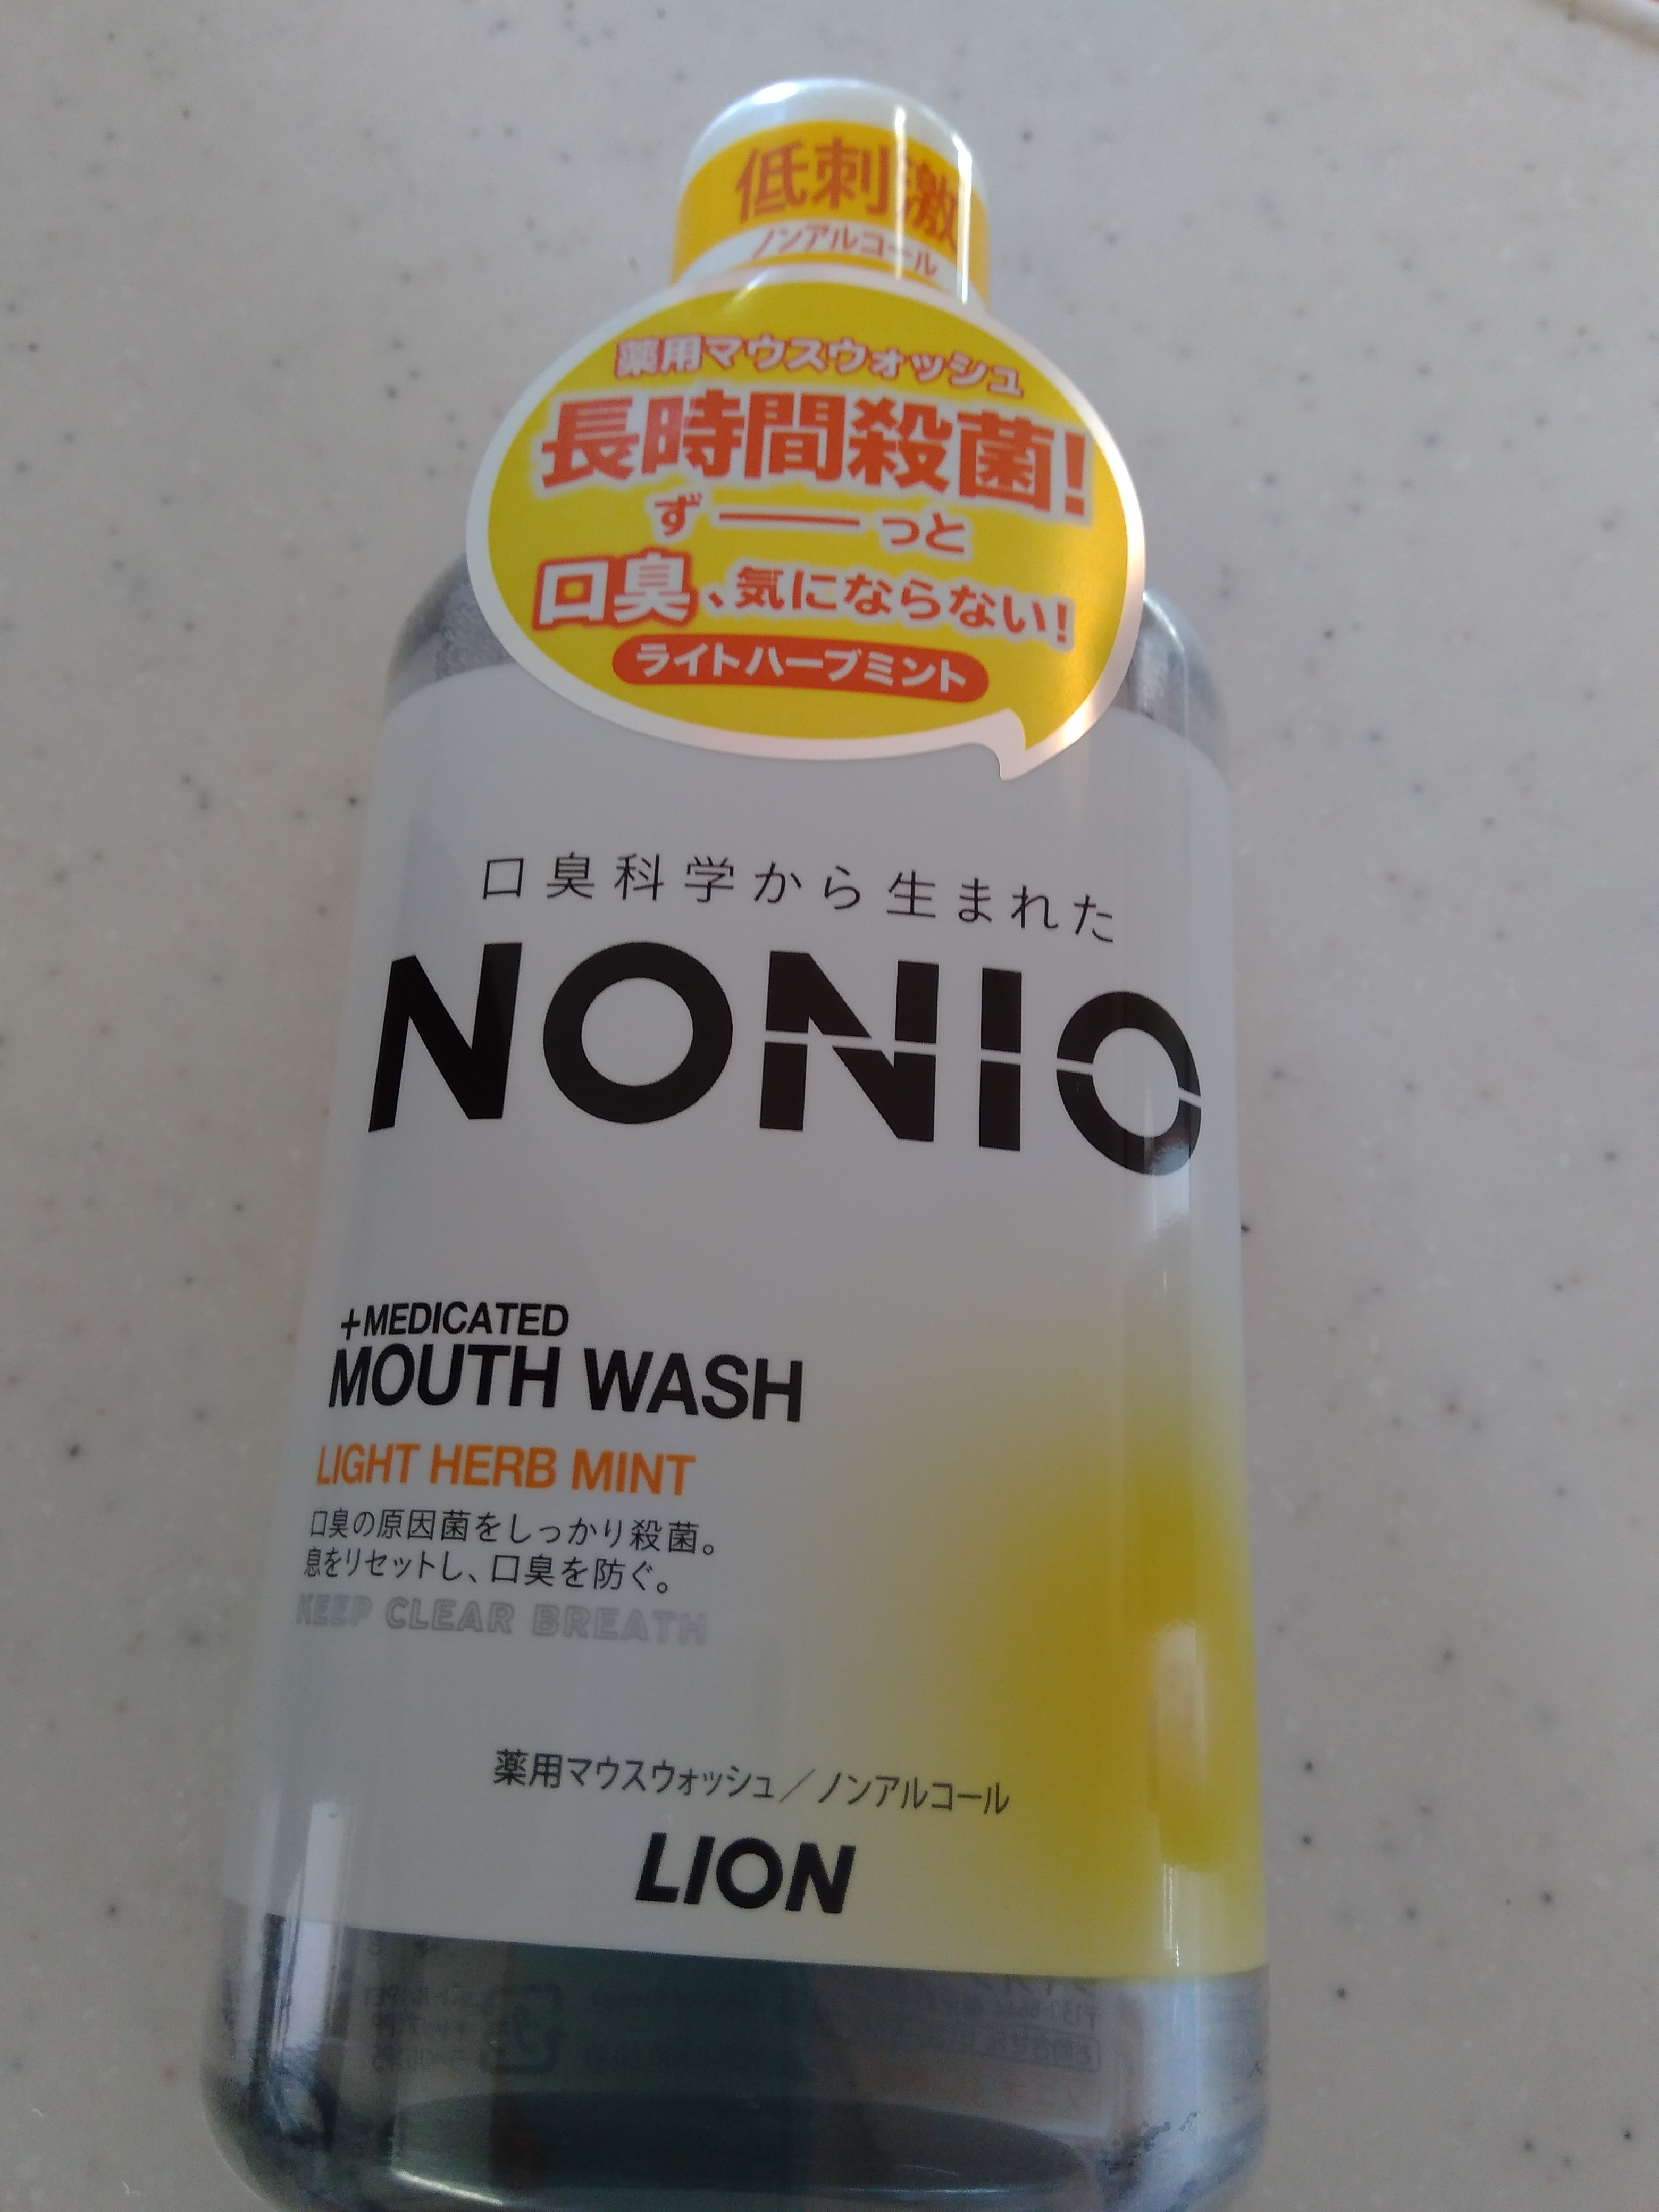 低刺激
ノンアルコール
薬用マウスウォッシュ
長時間殺菌!
ず──っと
口臭、気にならない!
ライトハーブミント
口臭科学から生まれた
NONIO
+MEDICATED
MOUTH WASH
LIGHT HERB MINT
口臭の原因菌をしっかり殺菌。
息をリセットし、口臭を防ぐ。
KEEP CLEAR BREATH
薬用マウスウォッシュ/ノンアルコール
LION